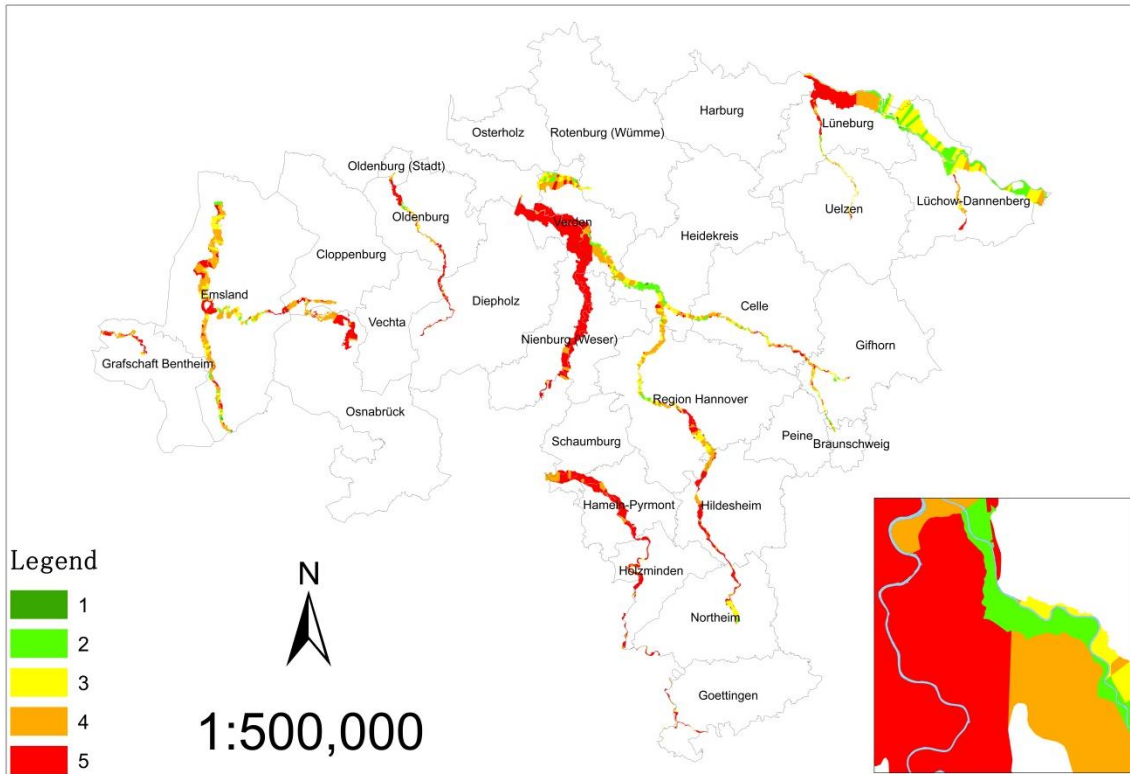 Harburg
Osterholz
Rotenburg (Wümme)
Lüneburg
Oldenburg (Stadt)
Oldenburg
Uelzen
Lüchow-Dannenberg
Verden
Heidekreis
Cloppenburg
Emsland
Diepholz
Celle
Vechta
Nienburg (Weser)
Gifhorn
Grafschaft Bentheim
Region Hannover
Osnabrück
Schaumburg
Peine
Braunschweig
Hameln-Pyrmont
Hildesheim
Holzminden
Northeim
Goettingen
Legend
1
2
3
4
5
N
1:500,000